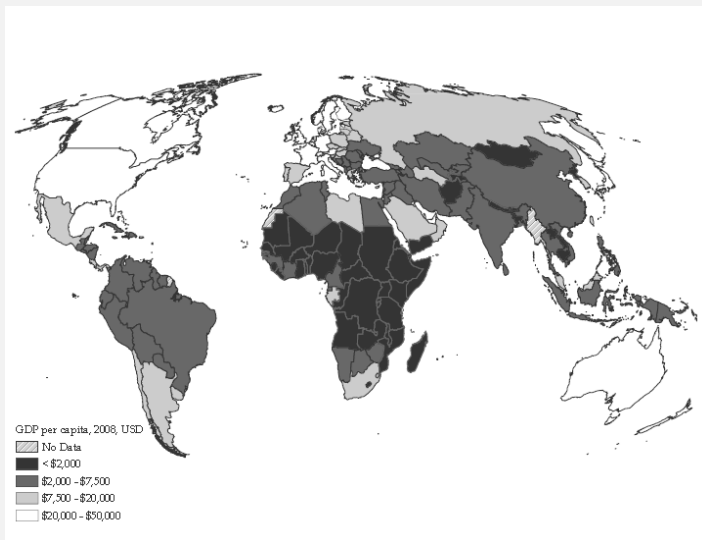 GDP per capita, 2008, USD
No Data
< $2,000
$2,000 - $7,500
$7,500 - $20,000
$20,000 - $50,000